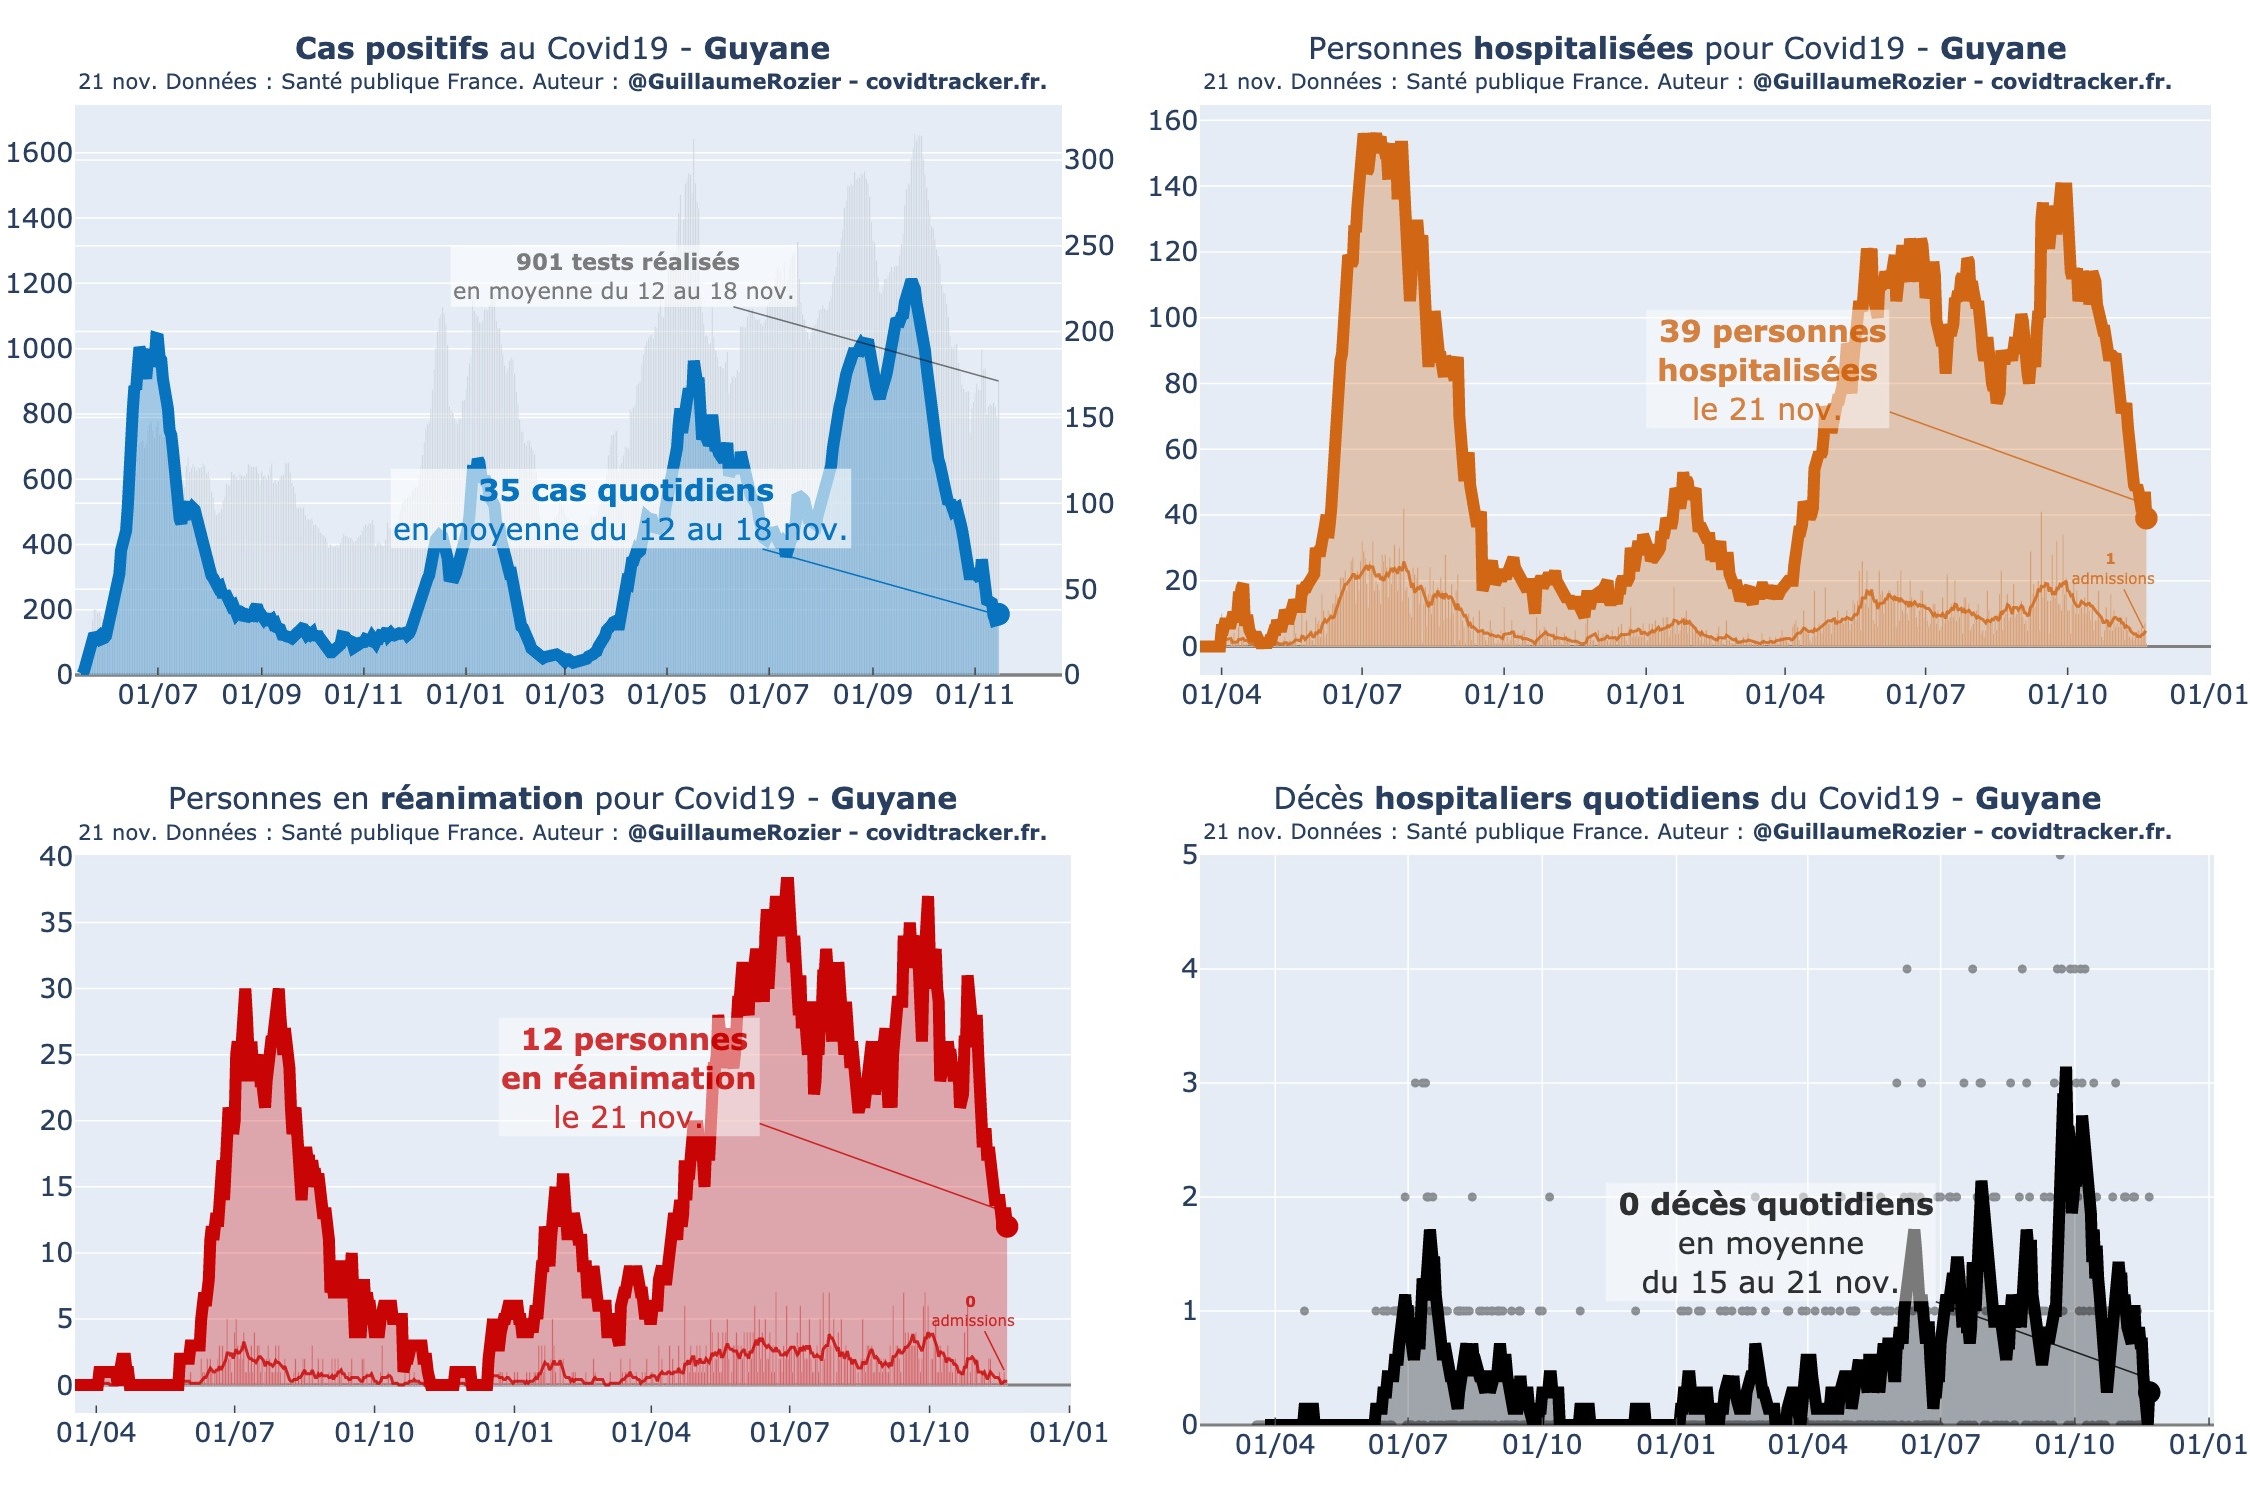 Cas positifs au Covid19 - Guyane
21 nov. Données : Santé publique France. Auteur : @GuillaumeRozier - covidtracker.fr.
1600
1400
1200
1000
800
600
400
200
0
300
250
200
150
100
50
0
901 tests réalisés
en moyenne du 12 au 18 nov.
35 cas quotidiens
en moyenne du 12 au 18 nov.
01/07 01/09 01/11 01/01 01/03 01/05 01/07 01/09 01/11
Personnes hospitalisées pour Covid19 - Guyane
21 nov. Données : Santé publique France. Auteur : @GuillaumeRozier - covidtracker.fr.
160
140
120
100
80
60
40
20
0
39 personnes
hospitalisées
le 21 nov.
1
admissions
01/04 01/07 01/10 01/01 01/04 01/07 01/10 01/01
Personnes en réanimation pour Covid19 - Guyane
21 nov. Données : Santé publique France. Auteur : @GuillaumeRozier - covidtracker.fr.
40
35
30
25
20
15
10
5
0
12 personnes
en réanimation
le 21 nov.
0
admissions
01/04 01/07 01/10 01/01 01/04 01/07 01/10 01/01
Décès hospitaliers quotidiens du Covid19 - Guyane
21 nov. Données : Santé publique France. Auteur : @GuillaumeRozier - covidtracker.fr.
5
4
3
2
1
0
0 décès quotidiens
en moyenne
du 15 au 21 nov.
01/04 01/07 01/10 01/01 01/04 01/07 01/10 01/01